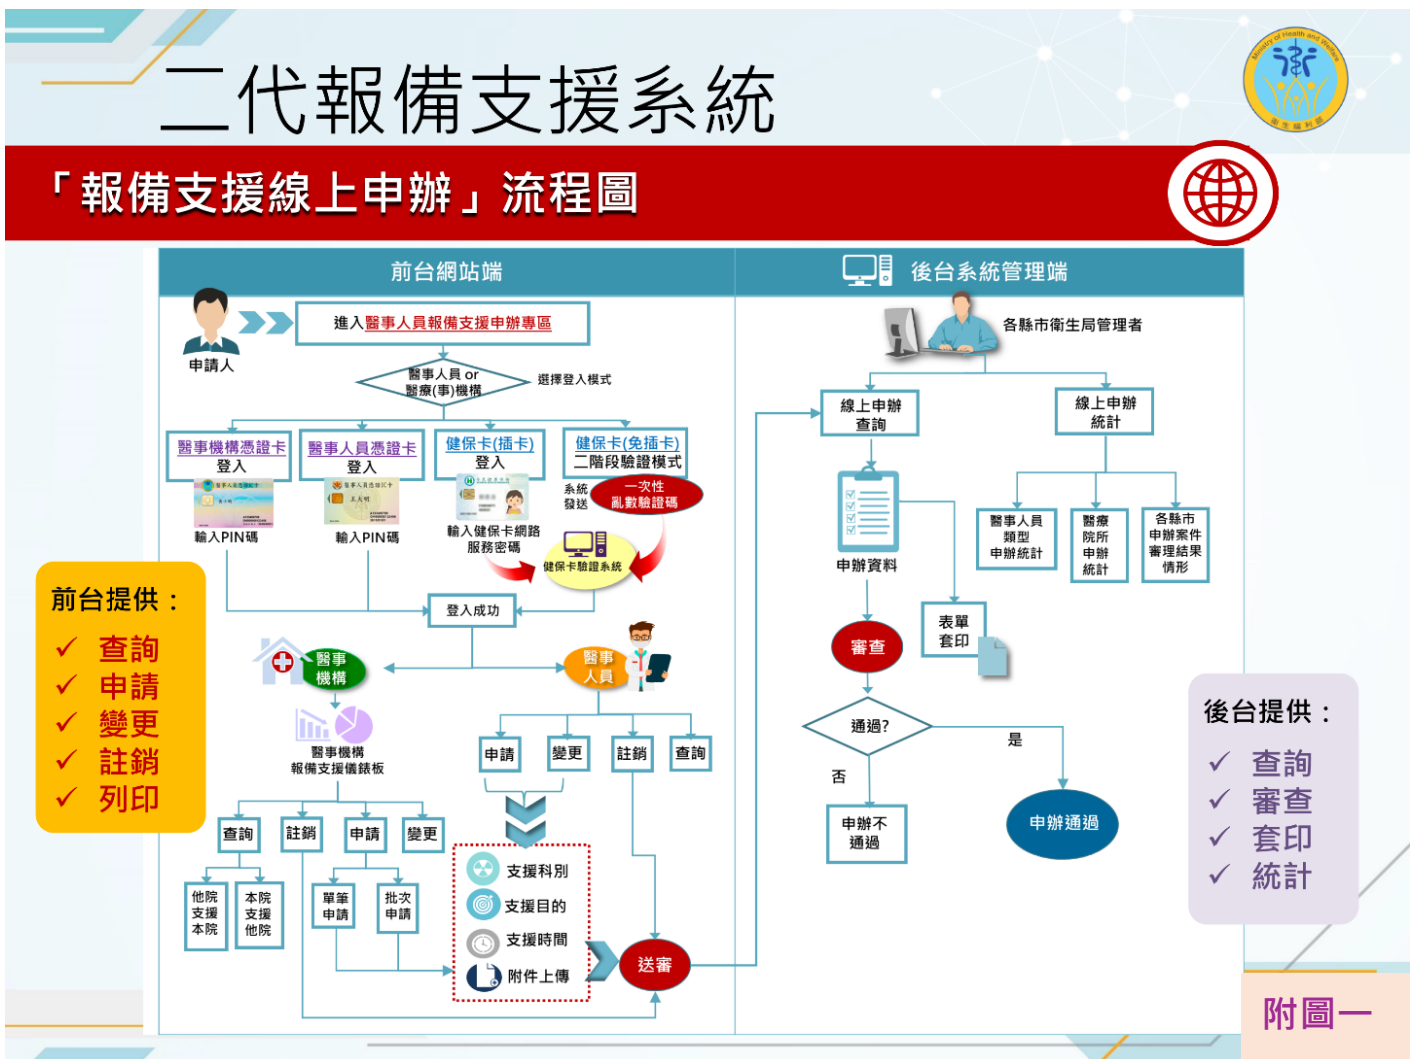 二代報備支援系統
Ministry of Health and Welfare
衛生福利部
「報備支援線上申辦」流程圖
前台網站端
後台系統管理端
申請人
進入醫事人員報備支援申辦專區
醫事人員 or
醫療(事)機構
選擇登入模式
醫事機構憑證卡
登入
醫事人員憑證卡
登入
健保卡(插卡)
登入
健保卡(免插卡)
二階段驗證模式
系統
發送
一次性
亂數驗證碼
輸入PIN碼
輸入PIN碼
輸入健保卡網路
服務密碼
健保卡驗證系統
登入成功
醫事
機構
醫事
人員
醫事機構
報備支援儀錶板
申請
變更
註銷
查詢
查詢
註銷
申請
變更
他院
支援
本院
本院
支援
他院
單筆
申請
批次
申請
支援科別
支援目的
支援時間
附件上傳
送審
各縣市衛生局管理者
線上申辦
查詢
線上申辦
統計
申辦資料
醫事人員
類型
申辦統計
醫療
院所
申辦
統計
各縣市
申辦案件
審理結果
情形
表單
套印
審查
通過?
是
否
申辦不
通過
申辦通過
前台提供：
✓ 查詢
✓ 申請
✓ 變更
✓ 註銷
✓ 列印
後台提供：
✓ 查詢
✓ 審查
✓ 套印
✓ 統計
附圖一